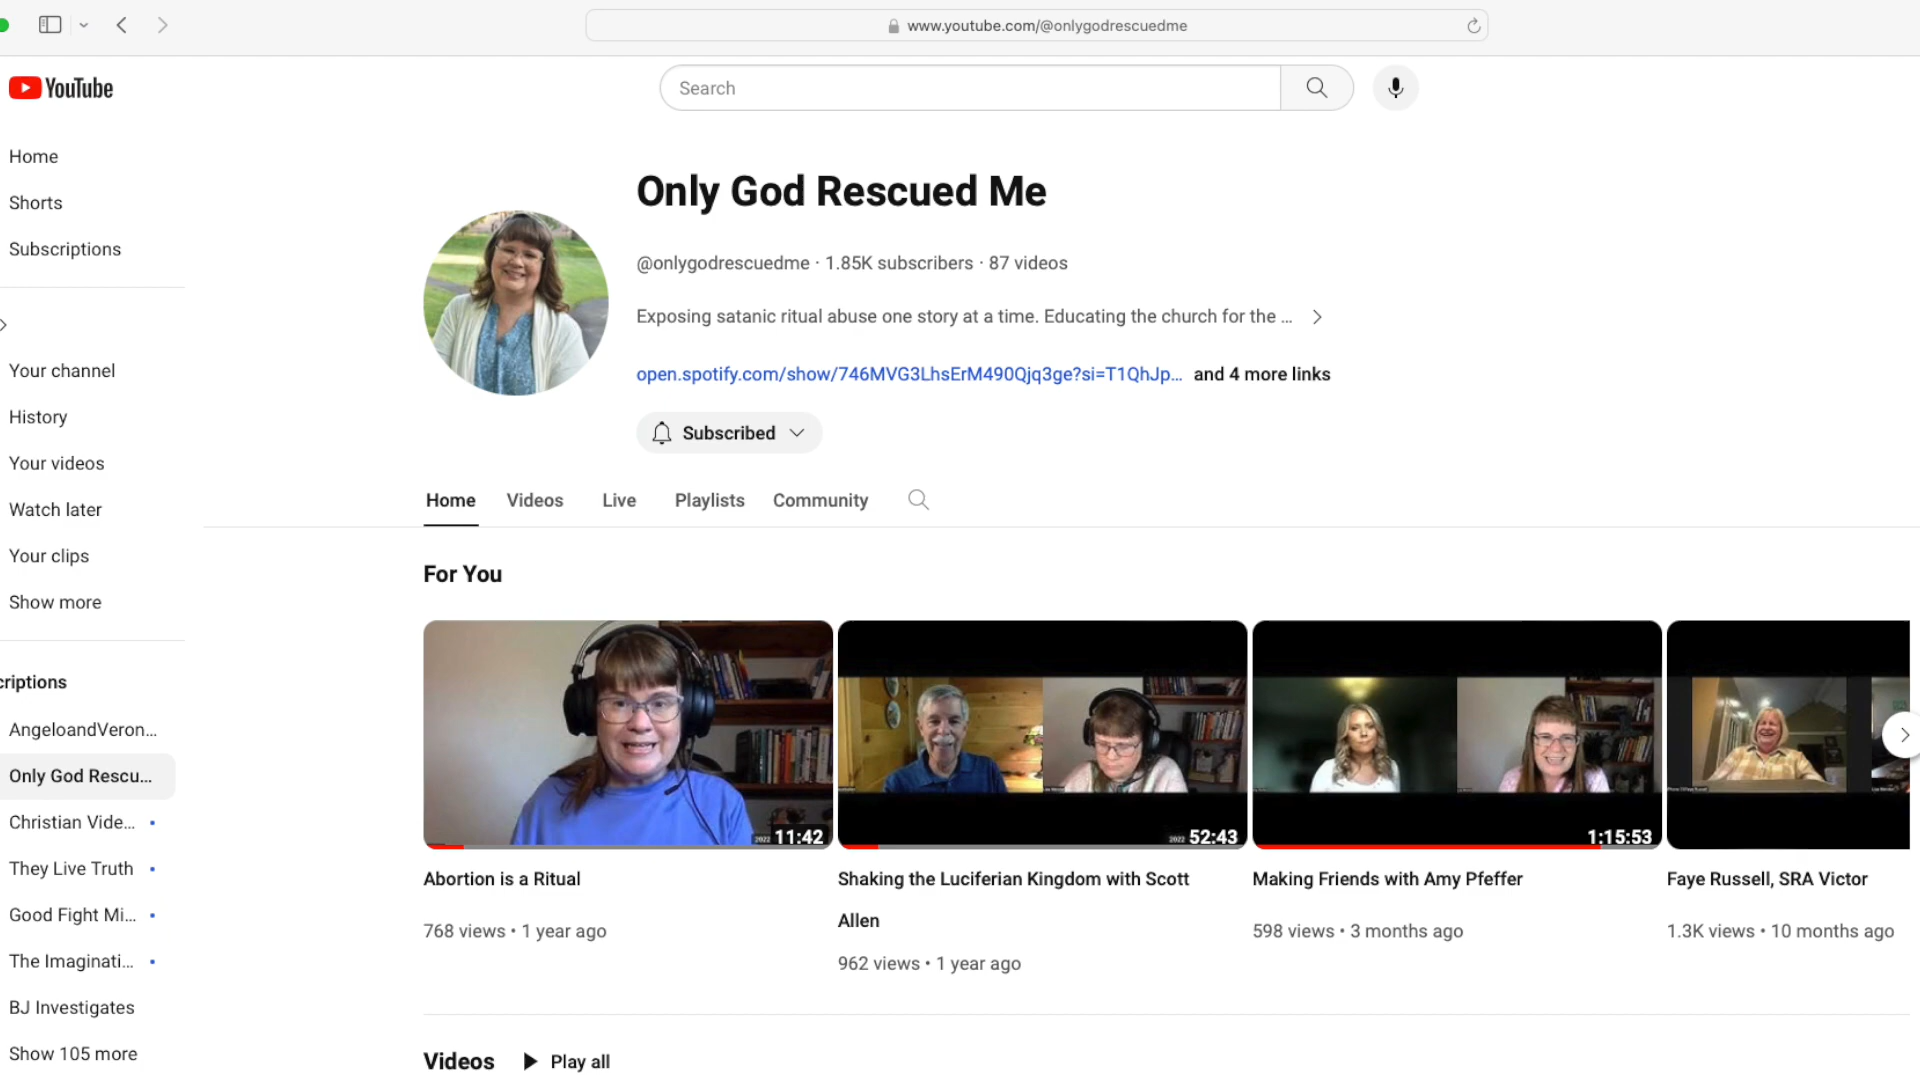 www.youtube.com/@onlygodrescuedme
YouTube
Search
Home
Shorts
Subscriptions
Your channel
History
Your videos
Watch later
Your clips
Show more
criptions
AngeloandVeron...
Only God Rescu...
Christian Vide...
They Live Truth
Good Fight Mi...
The Imaginati...
BJ Investigates
Show 105 more
Only God Rescued Me
@onlygodrescuedme · 1.85K subscribers · 87 videos
Exposing satanic ritual abuse one story at a time. Educating the church for the ...
open.spotify.com/show/746MVG3LhsErM490Qjq3ge?si=T1QhJp... and 4 more links
Subscribed
Home Videos Live Playlists Community
For You
2022 11:42
2022 52:43
1:15:53
Abortion is a Ritual
768 views • 1 year ago
Shaking the Luciferian Kingdom with Scott
Allen
962 views • 1 year ago
Making Friends with Amy Pfeffer
598 views • 3 months ago
Faye Russell, SRA Victor
1.3K views • 10 months ago
Videos Play all